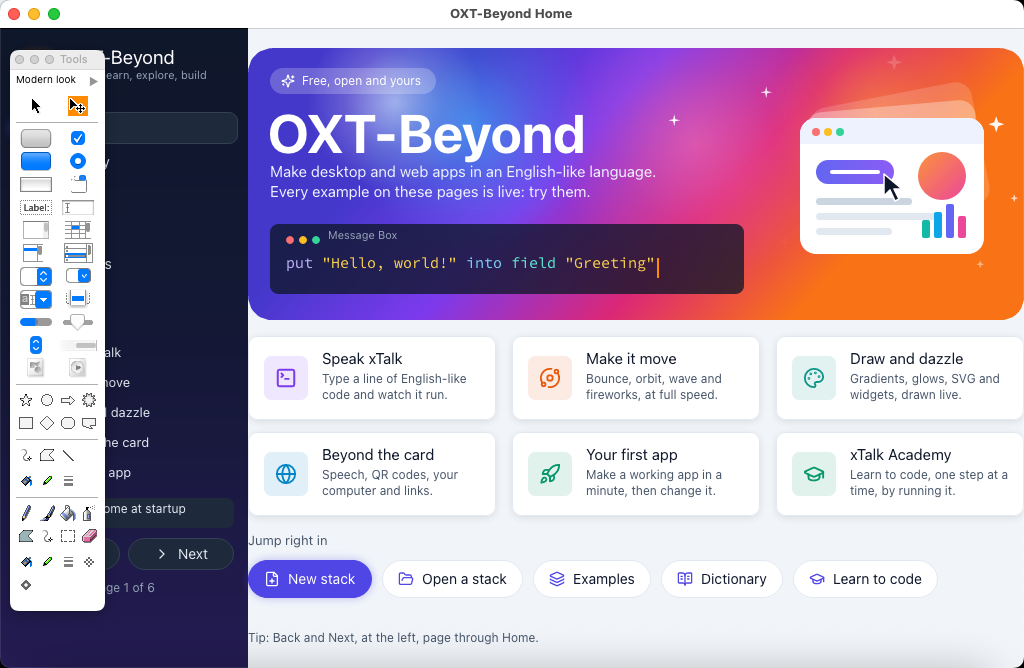 OXT-Beyond Home
-Beyond
earn, explore, build
Tools
Modern look
Label:
alk
nove
dazzle
he card
app
ome at startup
Next
ge 1 of 6
Free, open and yours
OXT-Beyond
Make desktop and web apps in an English-like language.
Every example on these pages is live: try them.
Message Box
put "Hello, world!" into field "Greeting"
Speak xTalk
Type a line of English-like
code and watch it run.
Make it move
Bounce, orbit, wave and
fireworks, at full speed.
Draw and dazzle
Gradients, glows, SVG and
widgets, drawn live.
Beyond the card
Speech, QR codes, your
computer and links.
Your first app
Make a working app in a
minute, then change it.
xTalk Academy
Learn to code, one step at a
time, by running it.
Jump right in
New stack
Open a stack
Examples
Dictionary
Learn to code
Tip: Back and Next, at the left, page through Home.